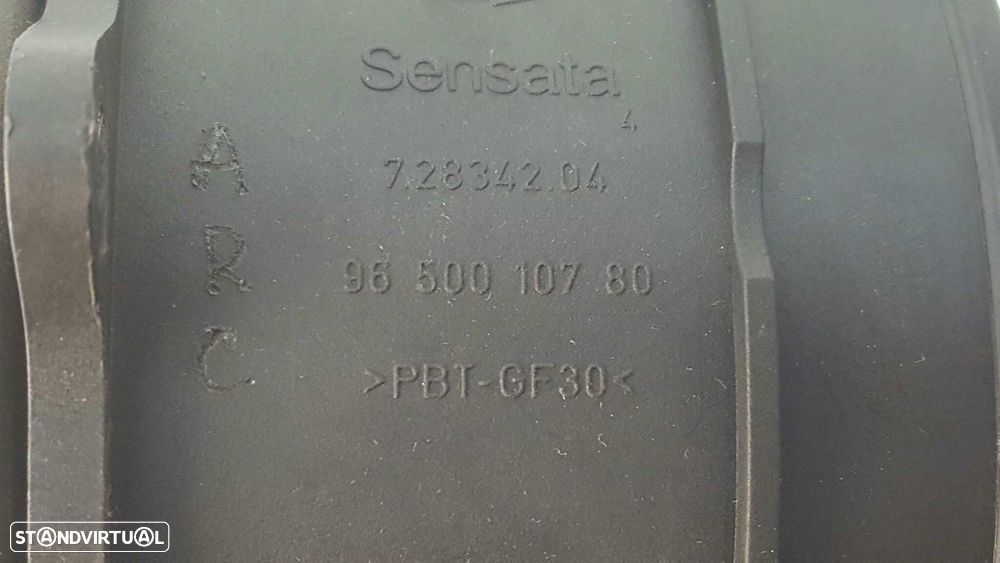 Sensata
4
7.28342.04
96 500 107 80
>PBT-GF30<
A
R
C
STANDVIRTUAL